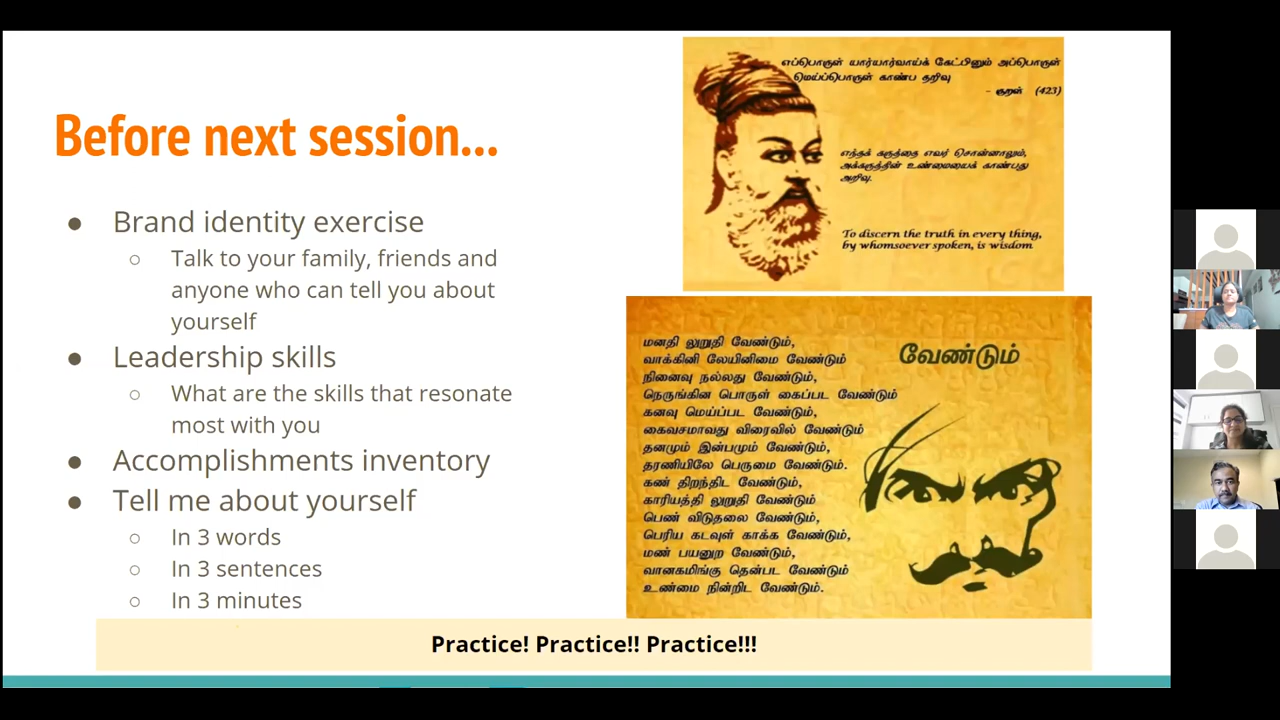 Before next session...
● Brand identity exercise
○ Talk to your family, friends and
anyone who can tell you about
yourself
● Leadership skills
○ What are the skills that resonate
most with you
● Accomplishments inventory
● Tell me about yourself
○ In 3 words
○ In 3 sentences
○ In 3 minutes
எப்பொருள் யார்யார்வாய்க் கேட்பினும் அப்பொருள்
மெய்ப்பொருள் காண்ப தறிவு
- குறள் (423)
எந்தக் கருத்தை எவர் சொன்னாலும்,
அக்கருத்தின் உண்மையைக் காண்பது
அறிவு.
To discern the truth in every thing,
by whomsoever spoken, is wisdom
வேண்டும்
மனதி லுறுதி வேண்டும்,
வாக்கினி லேயினிமை வேண்டும்
நினைவு நல்லது வேண்டும்,
நெருங்கின பொருள் கைப்பட வேண்டும்
கனவு மெய்ப்பட வேண்டும்,
கைவசமாவது விரைவில் வேண்டும்
தனமும் இன்பமும் வேண்டும்,
தரணியிலே பெருமை வேண்டும்.
கண் திறந்திட வேண்டும்,
காரியத்தி லுறுதி வேண்டும்
பெண் விடுதலை வேண்டும்,
பெரிய கடவுள் காக்க வேண்டும்,
மண் பயனுற வேண்டும்,
வானகமிங்கு தென்பட வேண்டும்
உண்மை நின்றிட வேண்டும்.
Practice! Practice!! Practice!!!